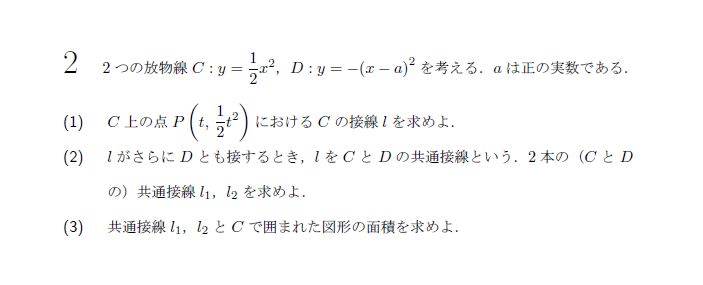 2 2つの放物線 C : y = \frac{1}{2}x^2, D : y = -(x - a)^2 を考える. a は正の実数である.
(1) C 上の点 P\left(t, \frac{1}{2}t^2\right) における C の接線 l を求めよ.
(2) l がさらに D とも接するとき, l を C と D の共通接線という. 2本の (C と D
の) 共通接線 l_1, l_2 を求めよ.
(3) 共通接線 l_1, l_2 と C で囲まれた図形の面積を求めよ.